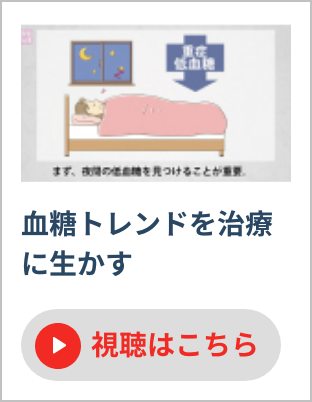 重症
低血糖
まず、夜間の低血糖を見つけることが重要。
血糖トレンドを治療
に生かす
視聴はこちら